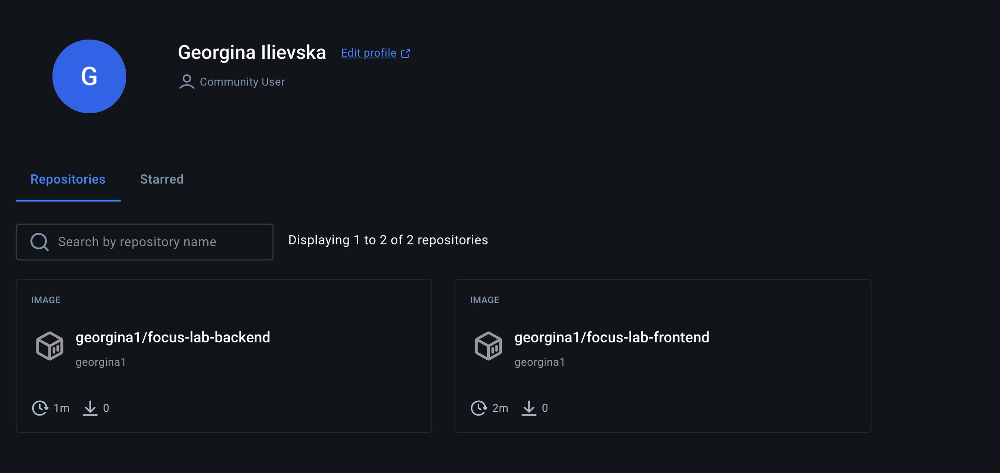 G
Georgina Ilievska Edit profile
Community User
Repositories Starred
Search by repository name
Displaying 1 to 2 of 2 repositories
IMAGE
georgina1/focus-lab-backend
georgina1
1m 0
IMAGE
georgina1/focus-lab-frontend
georgina1
2m 0